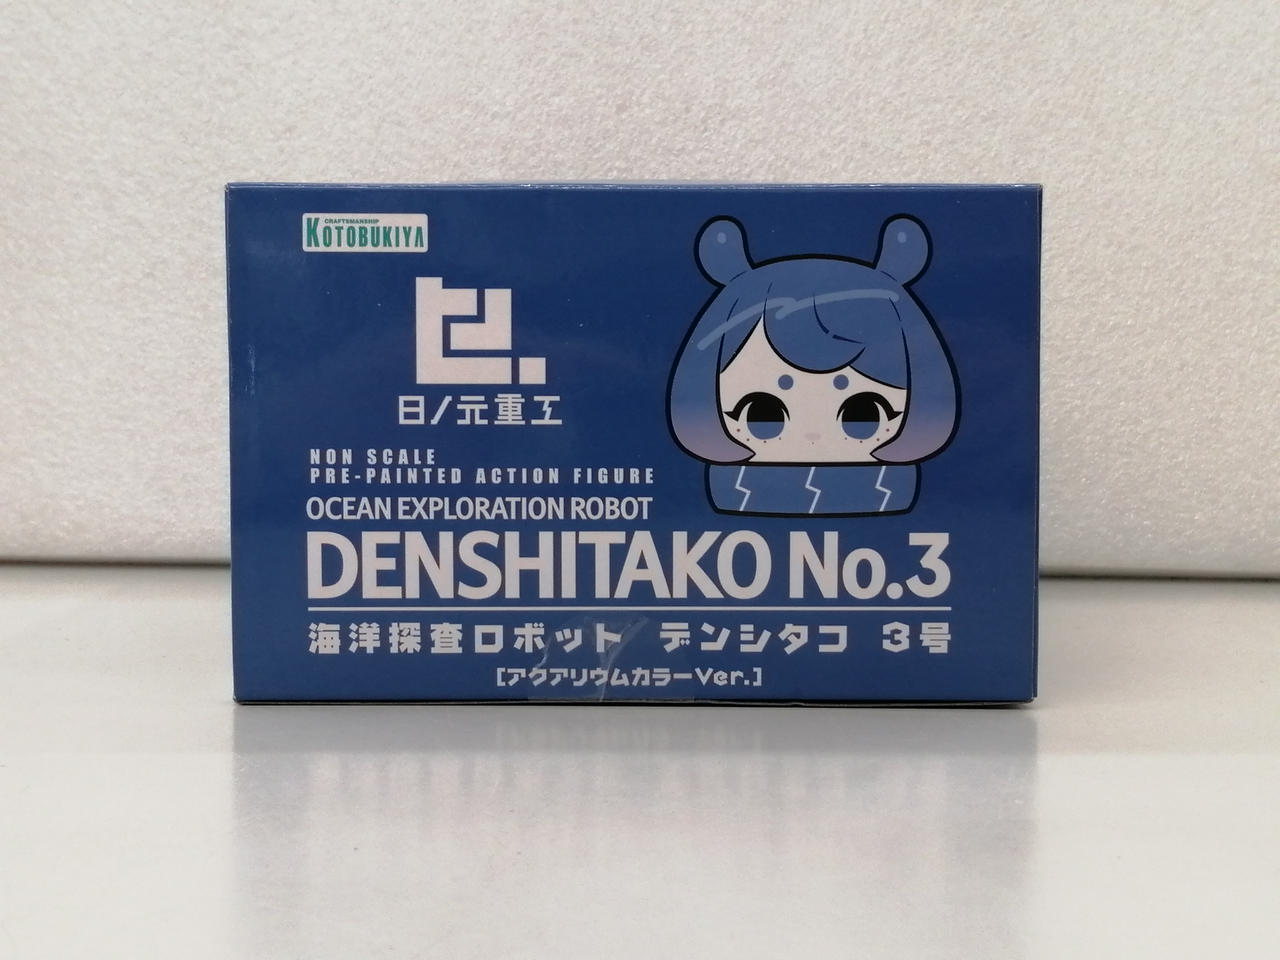 CRAFTSMANSHIP
KOTOBUKIYA
日ノ元重工
NON SCALE
PRE-PAINTED ACTION FIGURE
OCEAN EXPLORATION ROBOT
DENSHITAKO No.3
海洋探査ロボット デンシタコ 3号
[アクアリウムカラーVer.]